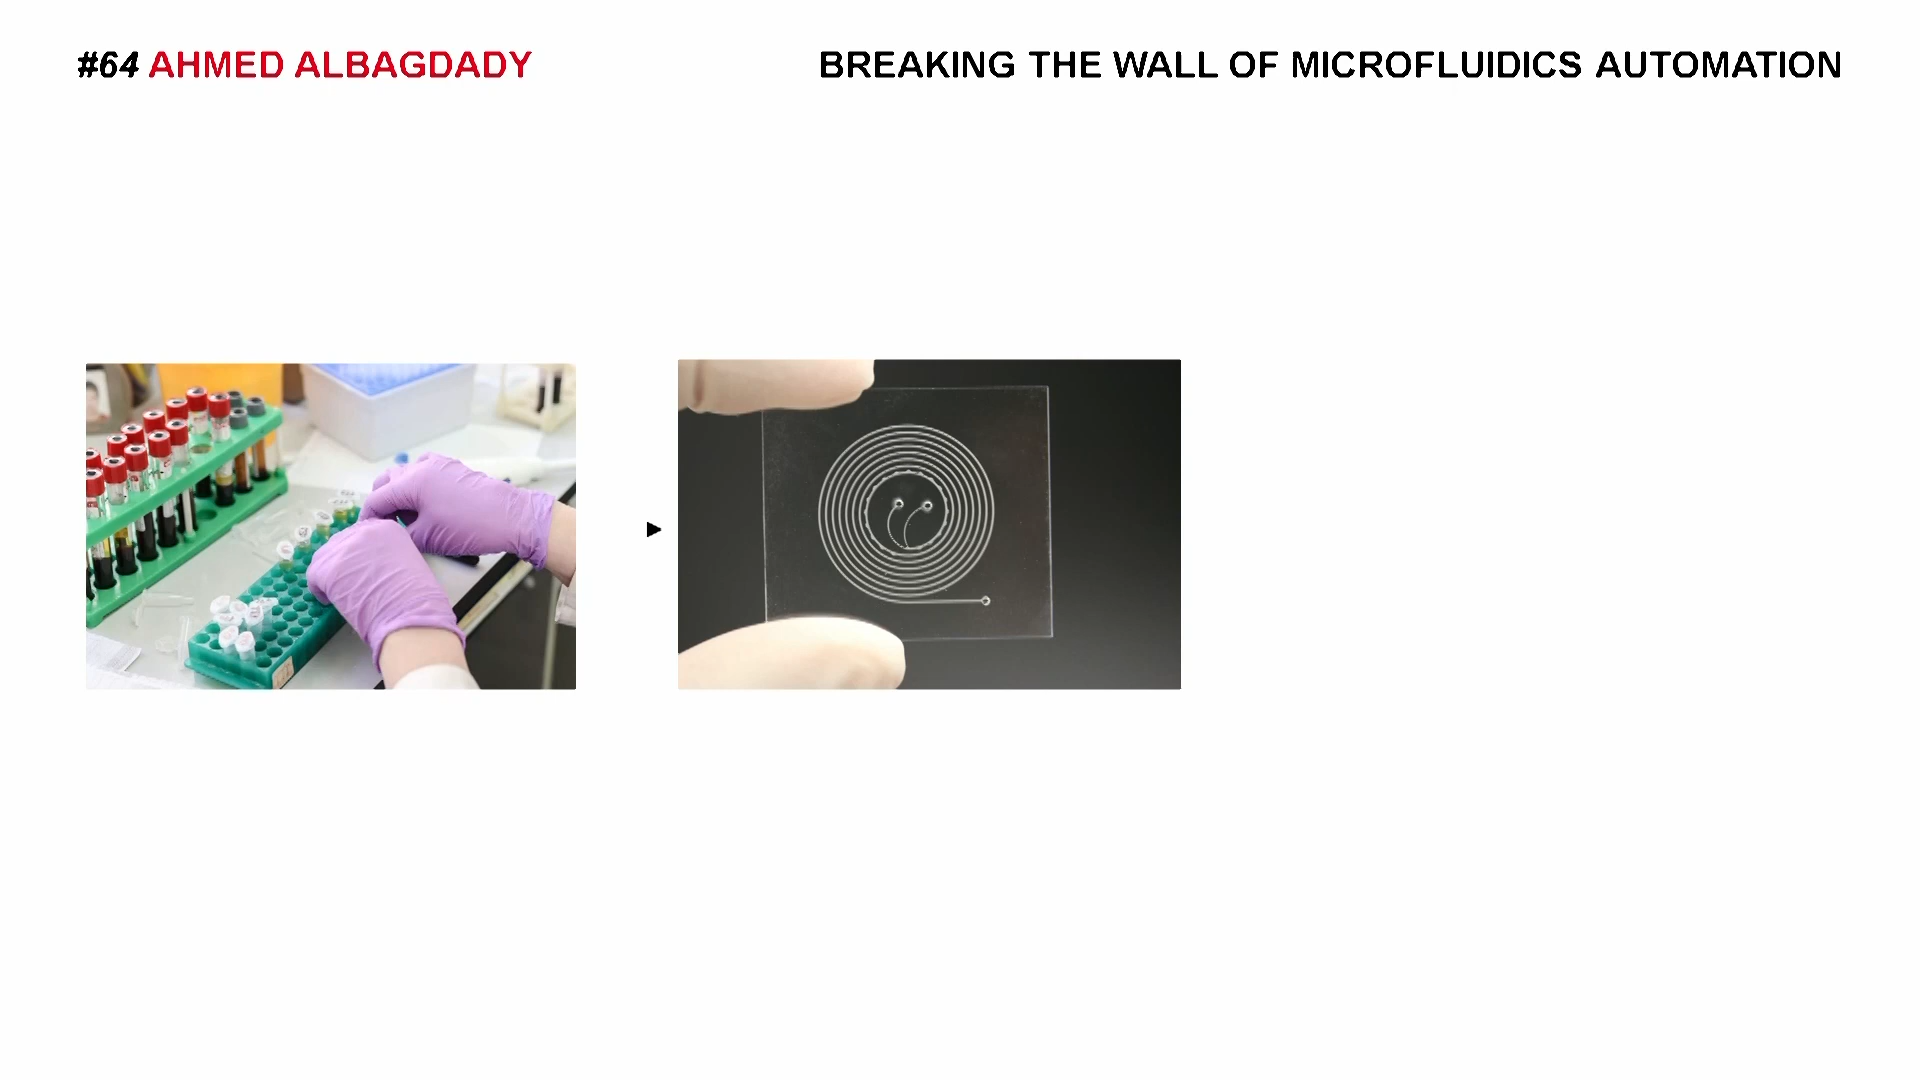 #64 AHMED ALBAGDADY
BREAKING THE WALL OF MICROFLUIDICS AUTOMATION